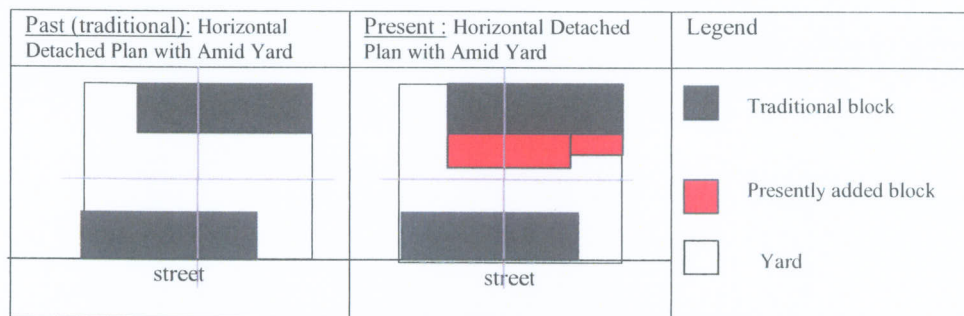 Past (traditional): Horizontal
Detached Plan with Amid Yard
Present : Horizontal Detached
Plan with Amid Yard
Legend
Traditional block
Presently added block
Yard
street
street